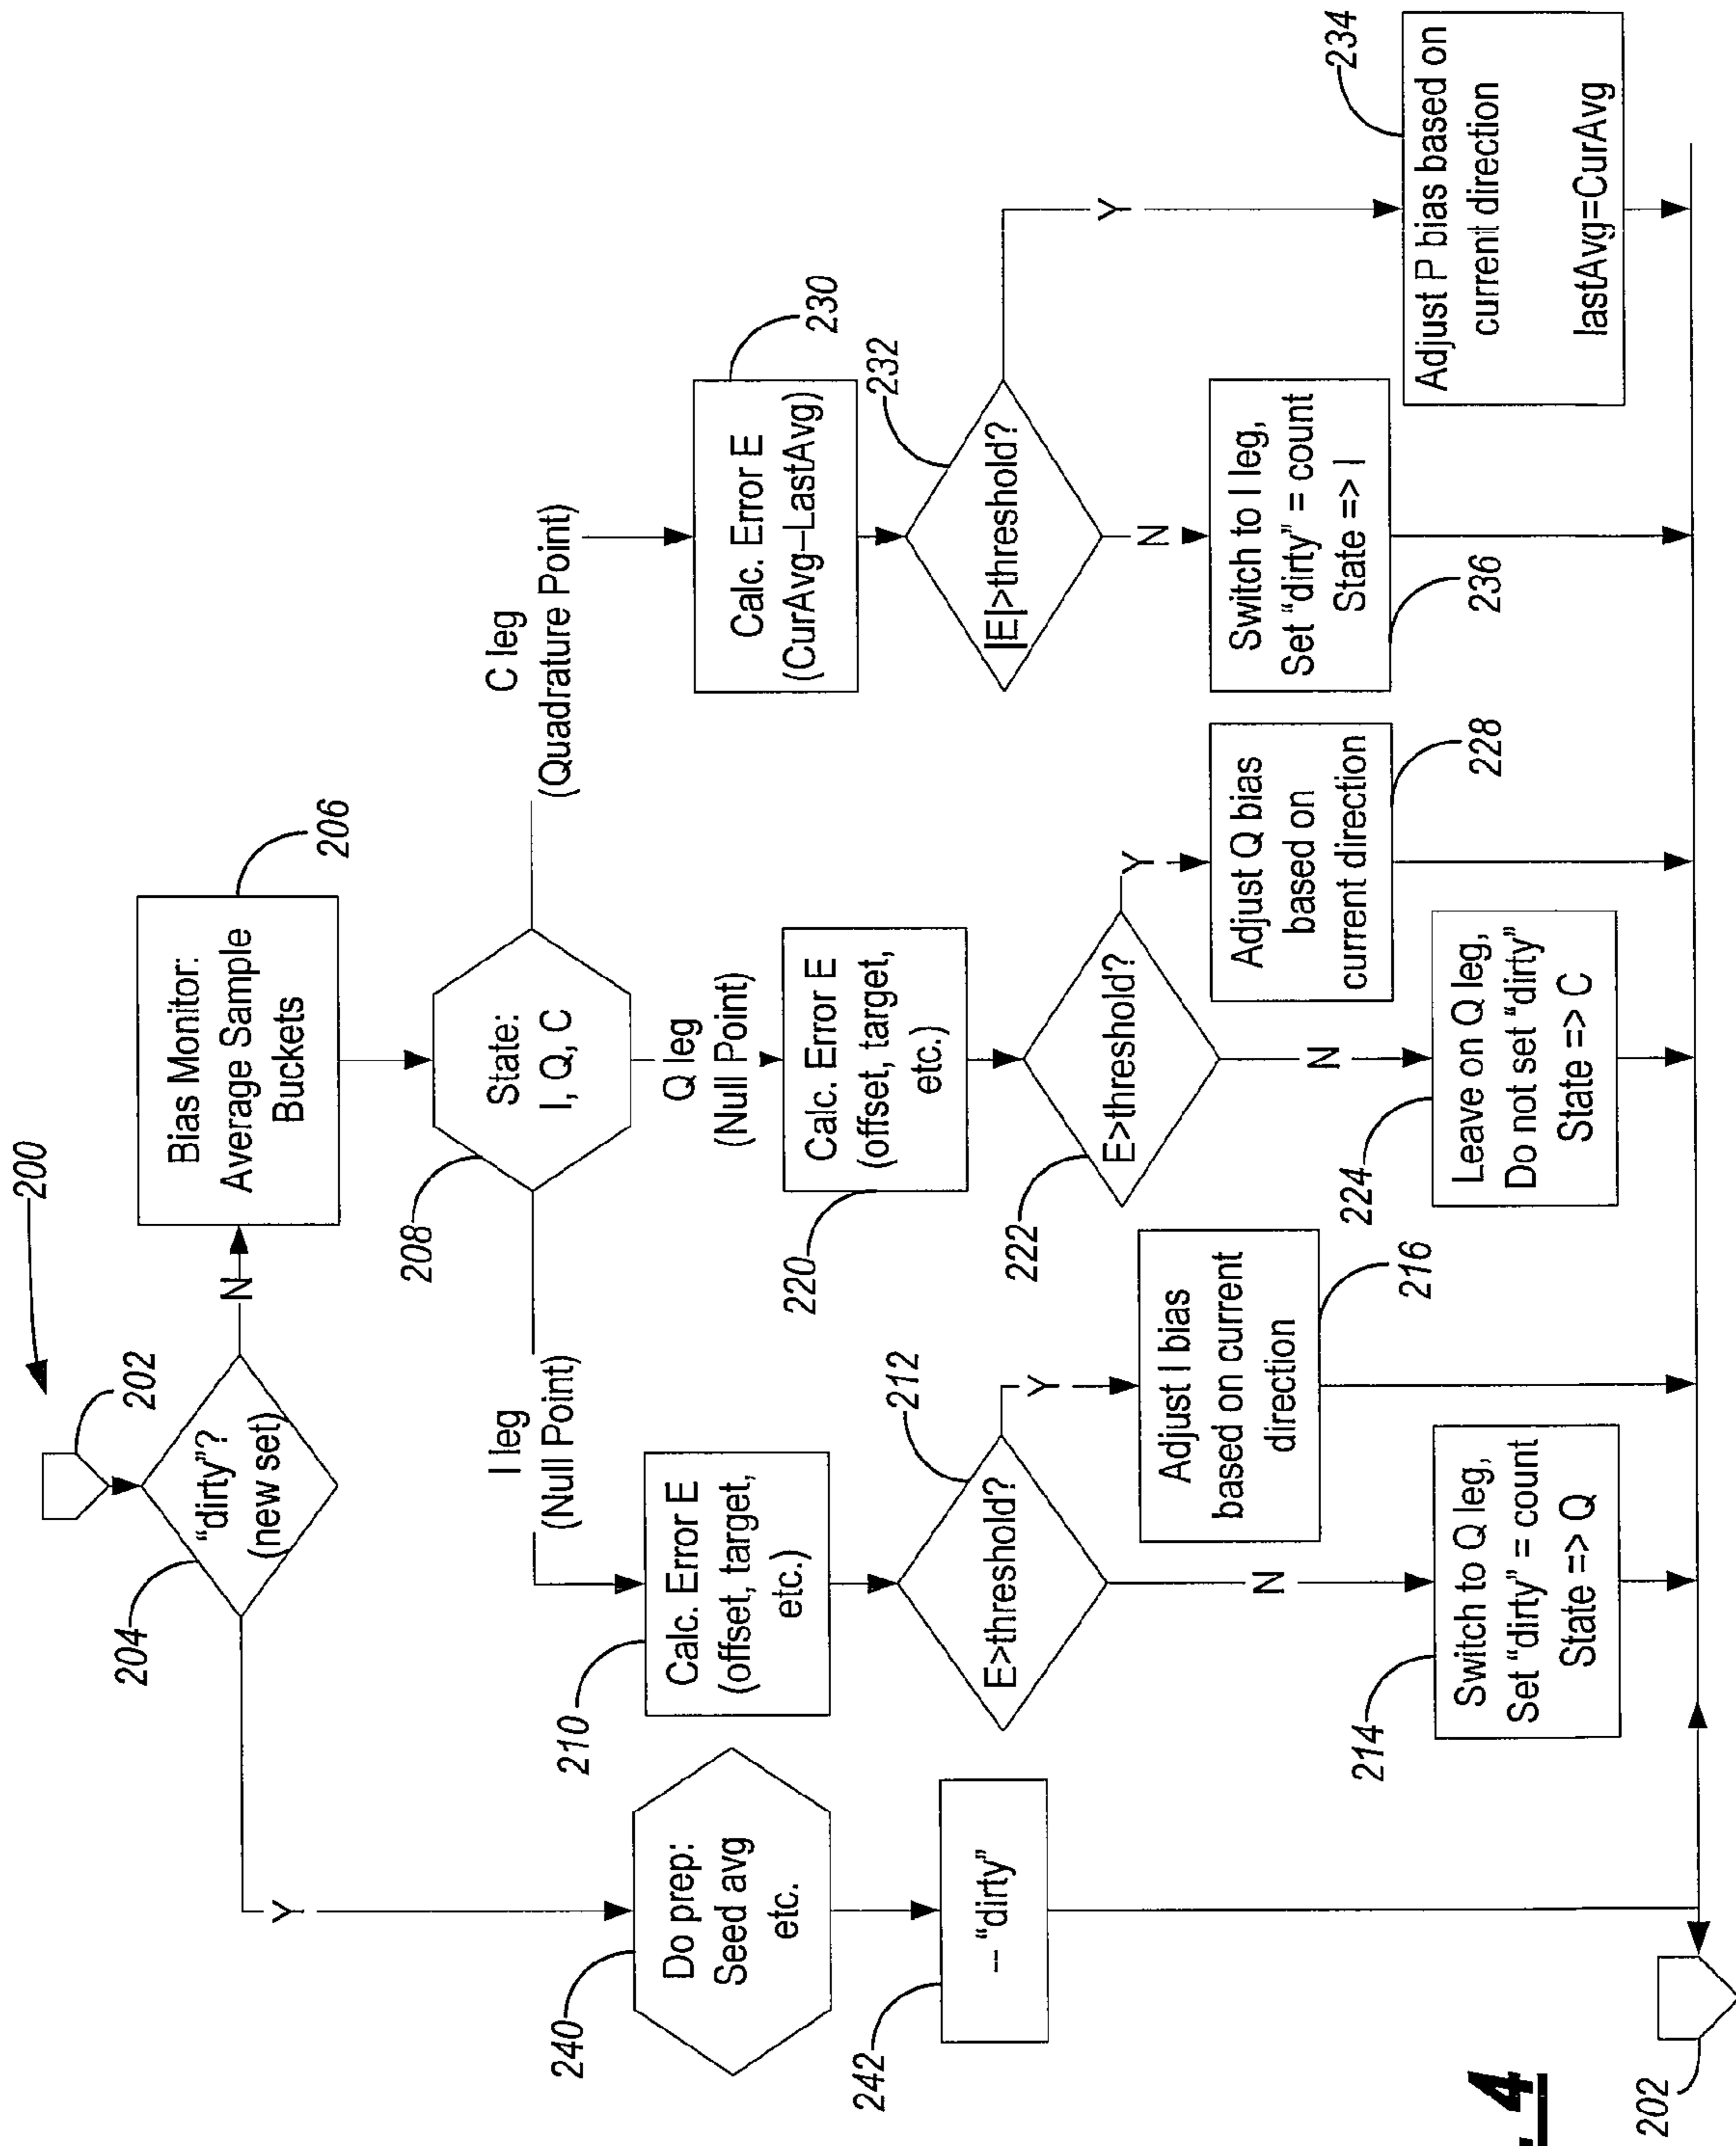 200
202
204
"dirty"?
(new set)
N
Y
206
Bias Monitor:
Average Sample
Buckets
208
State:
I, Q, C
I leg
(Null Point)
Q leg
(Null Point)
C leg
(Quadrature Point)
240
Do prep:
Seed avg
etc.
242
-- "dirty"
210
Calc. Error E
(offset, target,
etc.)
212
E>threshold?
Y
N
216
Adjust I bias
based on current
direction
214
Switch to Q leg,
Set "dirty" = count
State => Q
220
Calc. Error E
(offset, target,
etc.)
222
E>threshold?
Y
N
228
Adjust Q bias
based on
current direction
224
Leave on Q leg,
Do not set "dirty"
State => C
230
Calc. Error E
(CurAvg–LastAvg)
232
|E|>threshold?
Y
N
236
Switch to I leg,
Set "dirty" = count
State => I
234
Adjust P bias based on
current direction
lastAvg=CurAvg
202
4